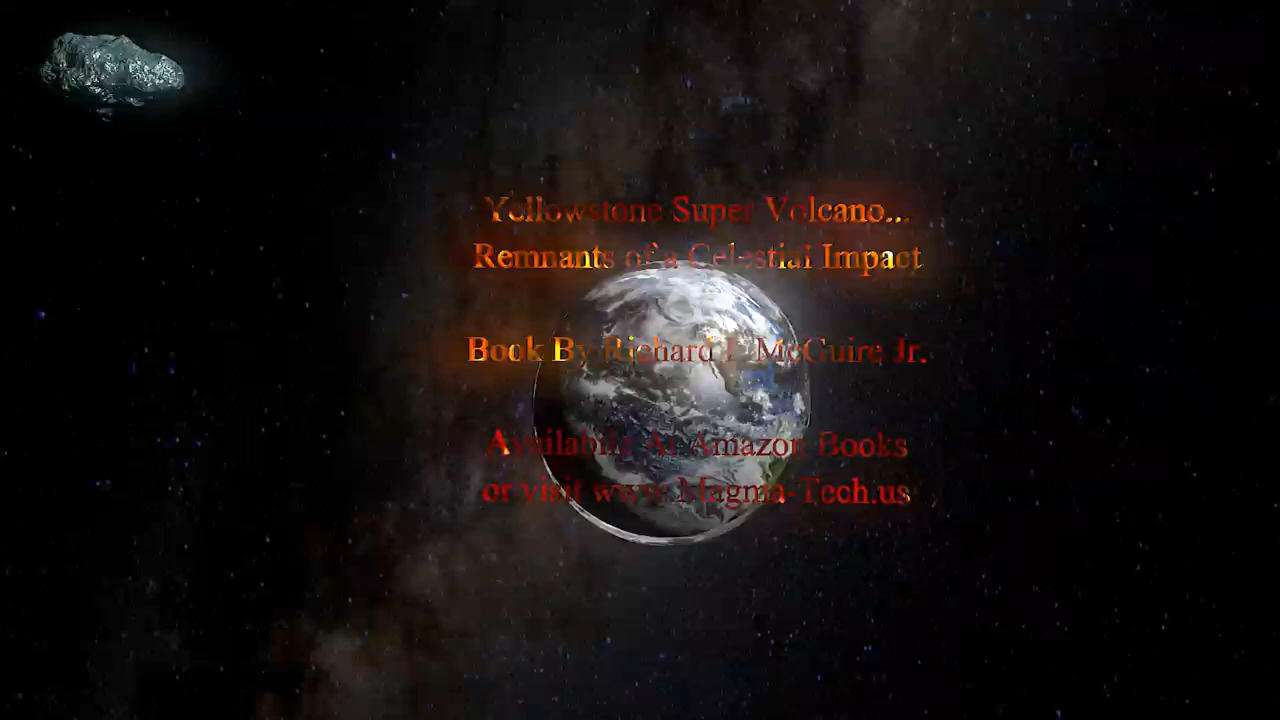 Yellowstone Super Volcano...
Remnants of a Celestial Impact
Book By Richard L McGuire Jr.
Available At Amazon Books
or visit www.Magma-Tech.us